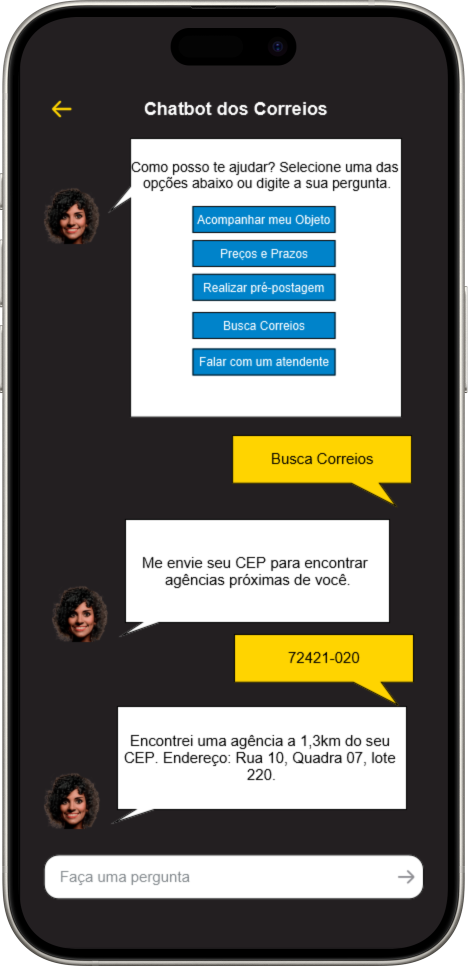 Chatbot dos Correios
Como posso te ajudar? Selecione uma das
opções abaixo ou digite a sua pergunta.
Acompanhar meu Objeto
Preços e Prazos
Realizar pré-postagem
Busca Correios
Falar com um atendente
Busca Correios
Me envie seu CEP para encontrar
agências próximas de você.
72421-020
Encontrei uma agência a 1,3km do seu
CEP. Endereço: Rua 10, Quadra 07, lote
220.
Faça uma pergunta